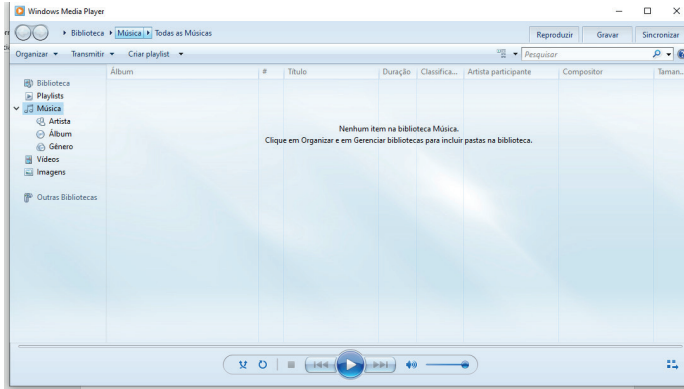 Windows Media Player
Biblioteca Música Todas as Músicas
Reproduzir Gravar Sincronizar
Organizar Transmitir Criar playlist
Pesquisar
Álbum # Título Duração Classifica... Artista participante Compositor Taman...
Biblioteca
Playlists
Música
Artista
Álbum
Gênero
Vídeos
Imagens
Outras Bibliotecas
Nenhum item na biblioteca Música.
Clique em Organizar e em Gerenciar bibliotecas para incluir pastas na biblioteca.